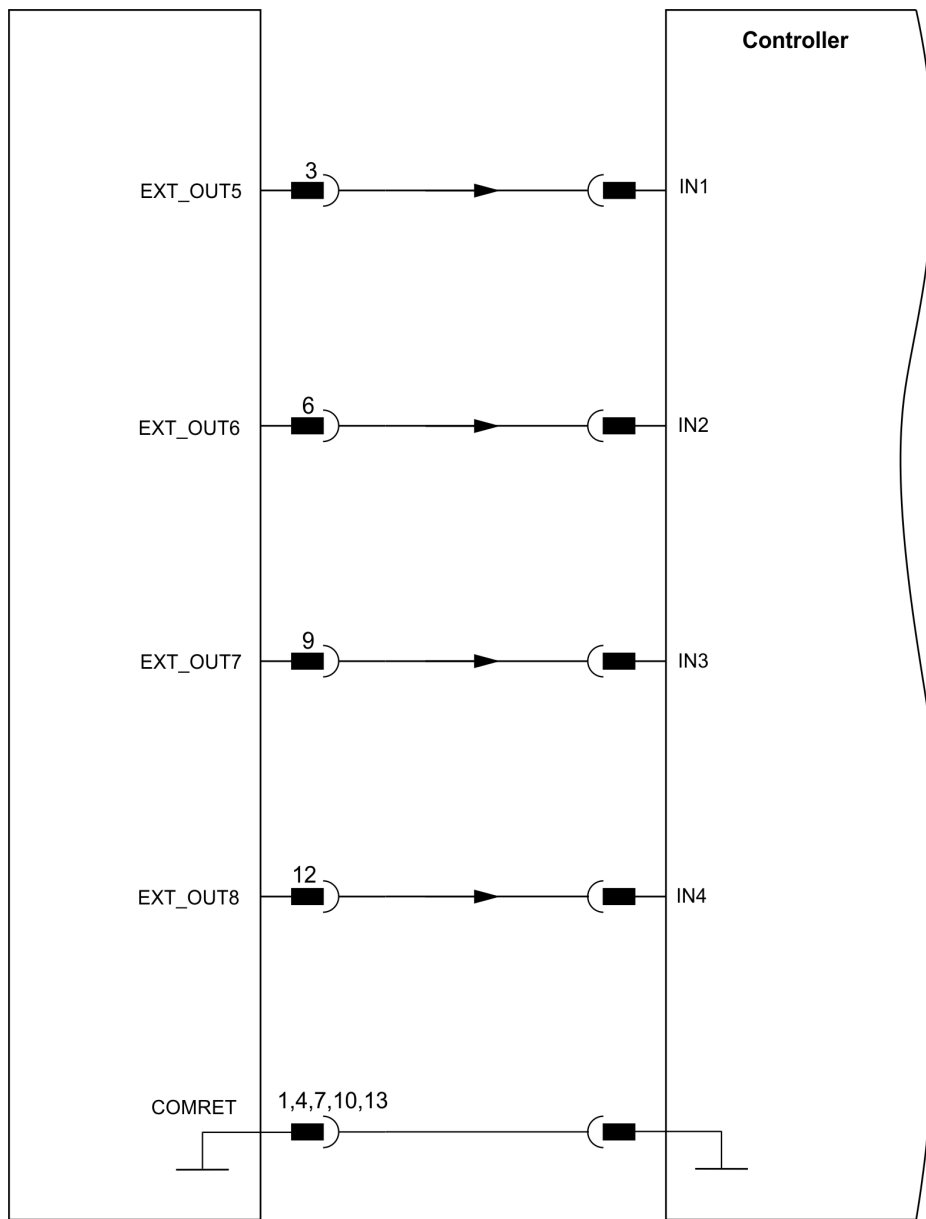 Controller
3
EXT_OUT5
IN1
6
EXT_OUT6
IN2
9
EXT_OUT7
IN3
12
EXT_OUT8
IN4
1,4,7,10,13
COMRET